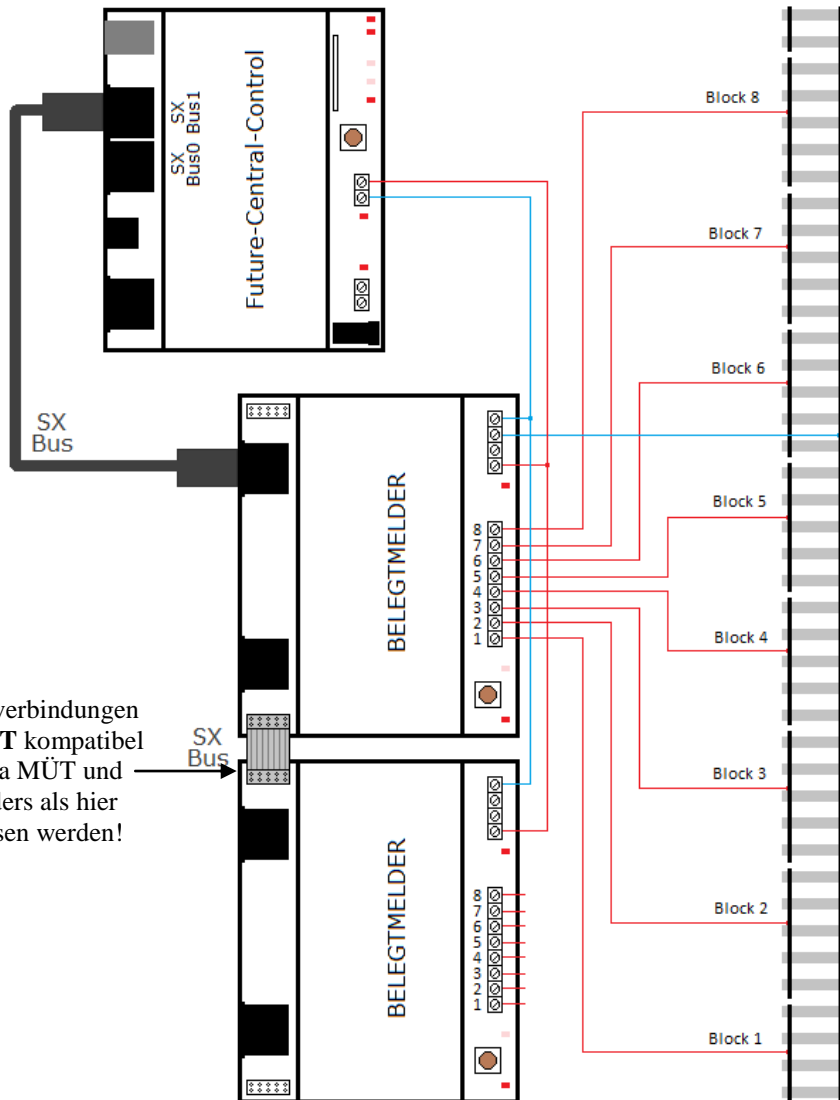 SX
Bus1
SX
Bus0
Future-Central-Control
SX
Bus
BELEGTMELDER
8
7
6
5
4
3
2
1
Block 8
Block 7
Block 6
Block 5
Block 4
Block 3
Block 2
Block 1
verbindungen
T kompatibel
a MÜT und
ders als hier
sen werden!
SX
Bus
BELEGTMELDER
8
7
6
5
4
3
2
1